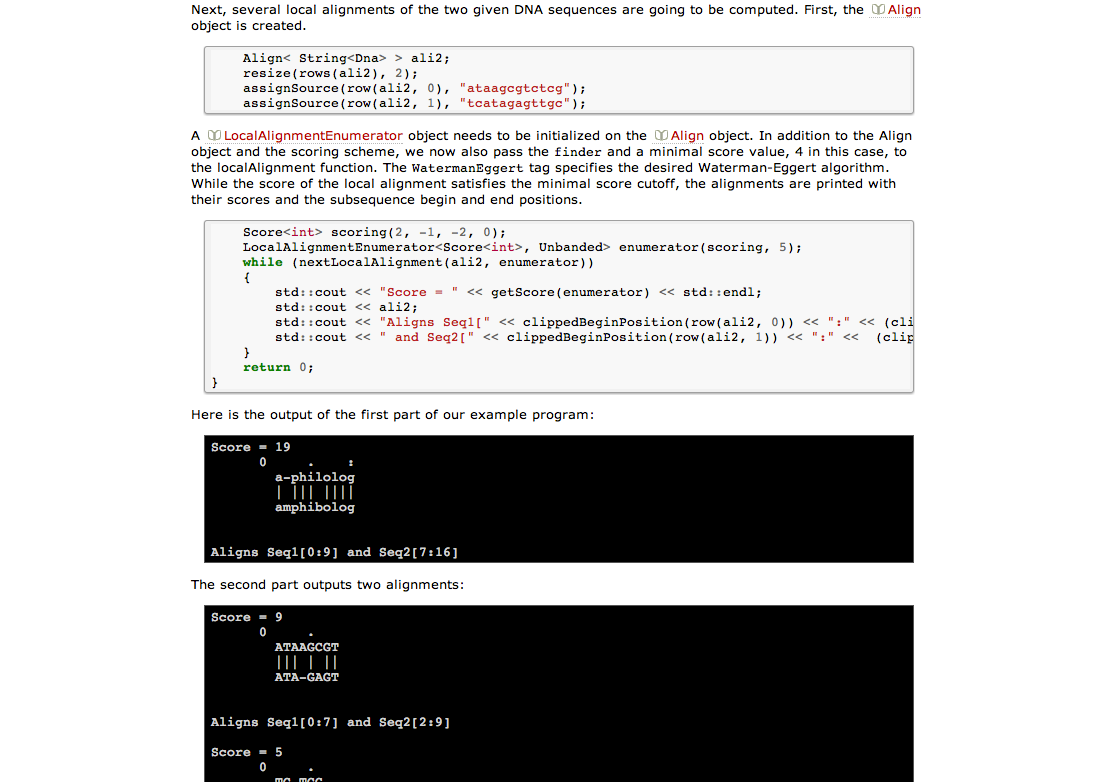 Next, several local alignments of the two given DNA sequences are going to be computed. First, the Align
object is created.
Align< String<Dna> > ali2;
resize(rows(ali2), 2);
assignSource(row(ali2, 0), "ataagcgtctcg");
assignSource(row(ali2, 1), "tcatagagttgc");
A LocalAlignmentEnumerator object needs to be initialized on the Align object. In addition to the Align
object and the scoring scheme, we now also pass the finder and a minimal score value, 4 in this case, to
the localAlignment function. The WatermanEggert tag specifies the desired Waterman-Eggert algorithm.
While the score of the local alignment satisfies the minimal score cutoff, the alignments are printed with
their scores and the subsequence begin and end positions.
Score<int> scoring(2, -1, -2, 0);
LocalAlignmentEnumerator<Score<int>, Unbanded> enumerator(scoring, 5);
while (nextLocalAlignment(ali2, enumerator))
{
std::cout << "Score = " << getScore(enumerator) << std::endl;
std::cout << ali2;
std::cout << "Aligns Seq1[" << clippedBeginPosition(row(ali2, 0)) << ":" << (cli
std::cout << " and Seq2[" << clippedBeginPosition(row(ali2, 1)) << ":" << (clip
}
return 0;
}
Here is the output of the first part of our example program:
Score = 19
0 . :
a-philolog
| ||| ||||
amphibolog
Aligns Seq1[0:9] and Seq2[7:16]
The second part outputs two alignments:
Score = 9
0 .
ATAAGCGT
||| | ||
ATA-GAGT
Aligns Seq1[0:7] and Seq2[2:9]
Score = 5
0 .